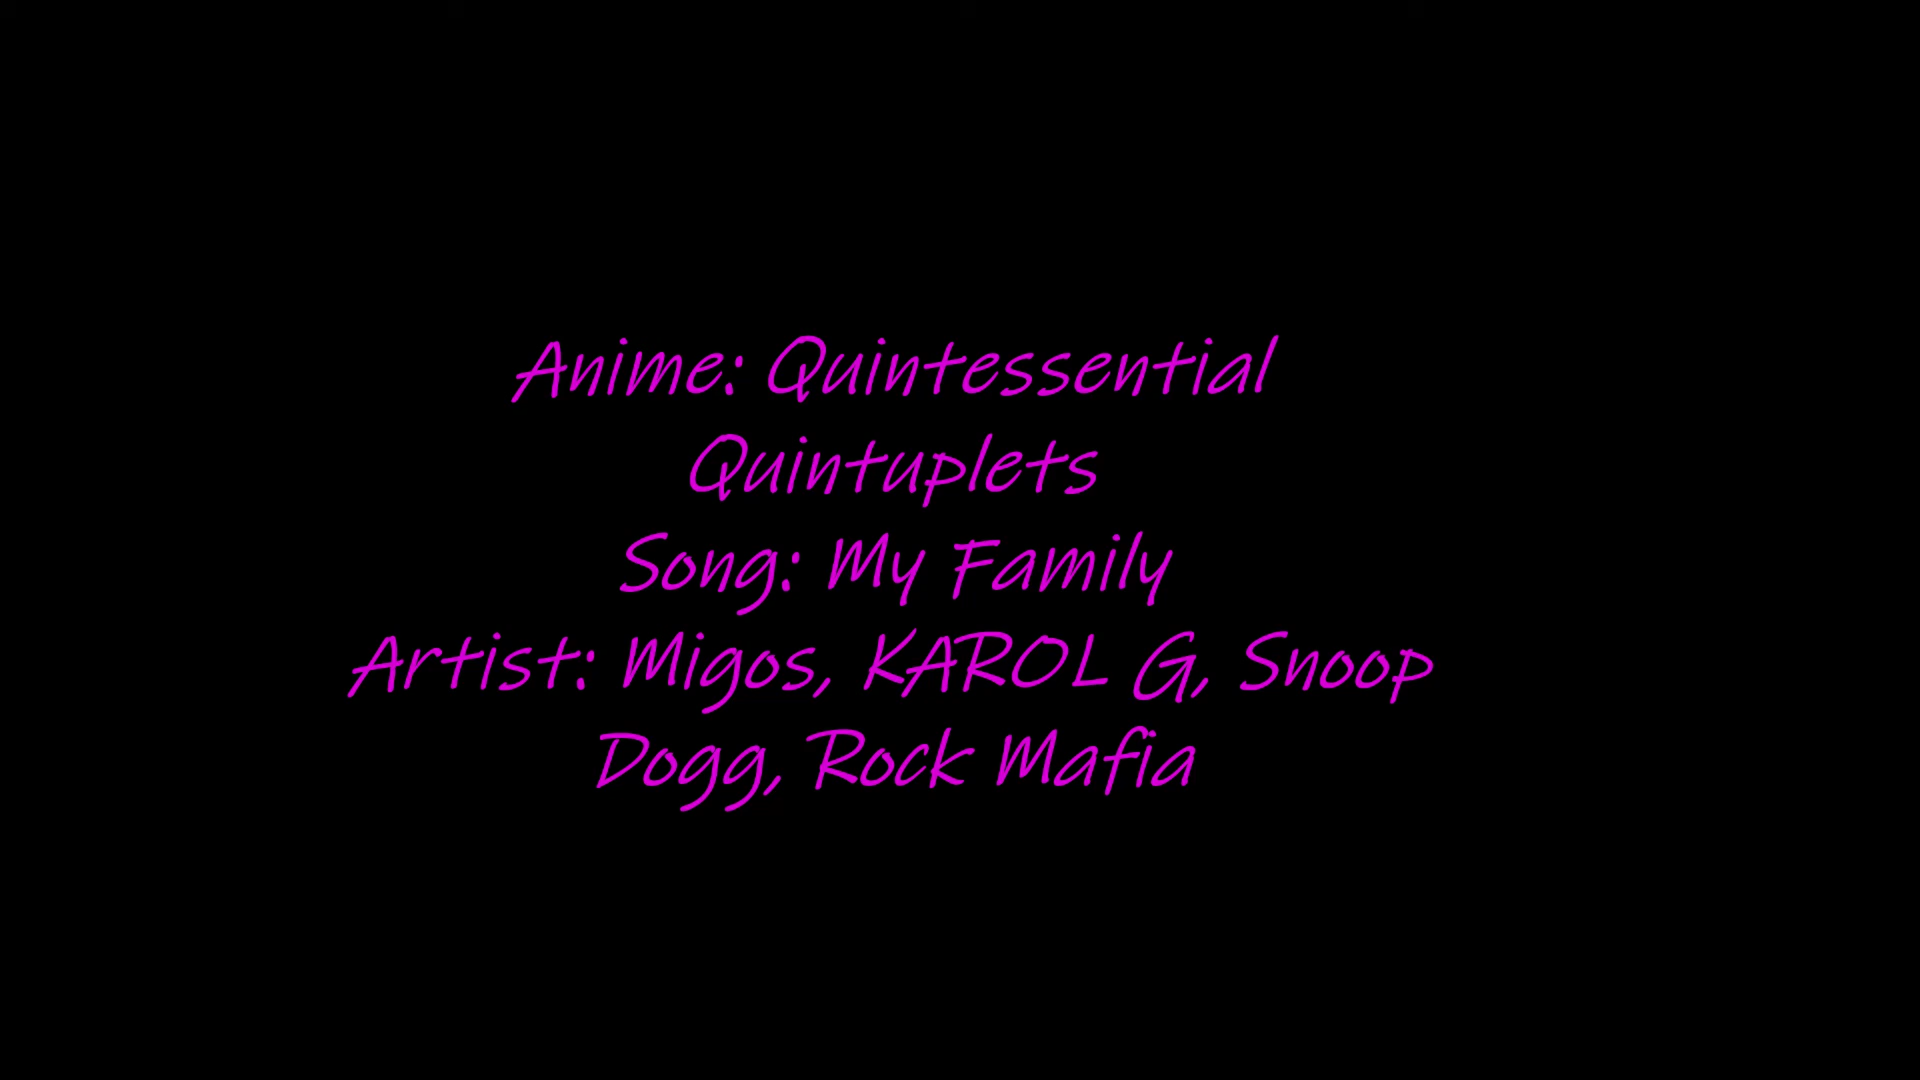 Anime: Quintessential
Quintuplets
Song: My Family
Artist: Migos, KAROL G, Snoop
Dogg, Rock Mafia